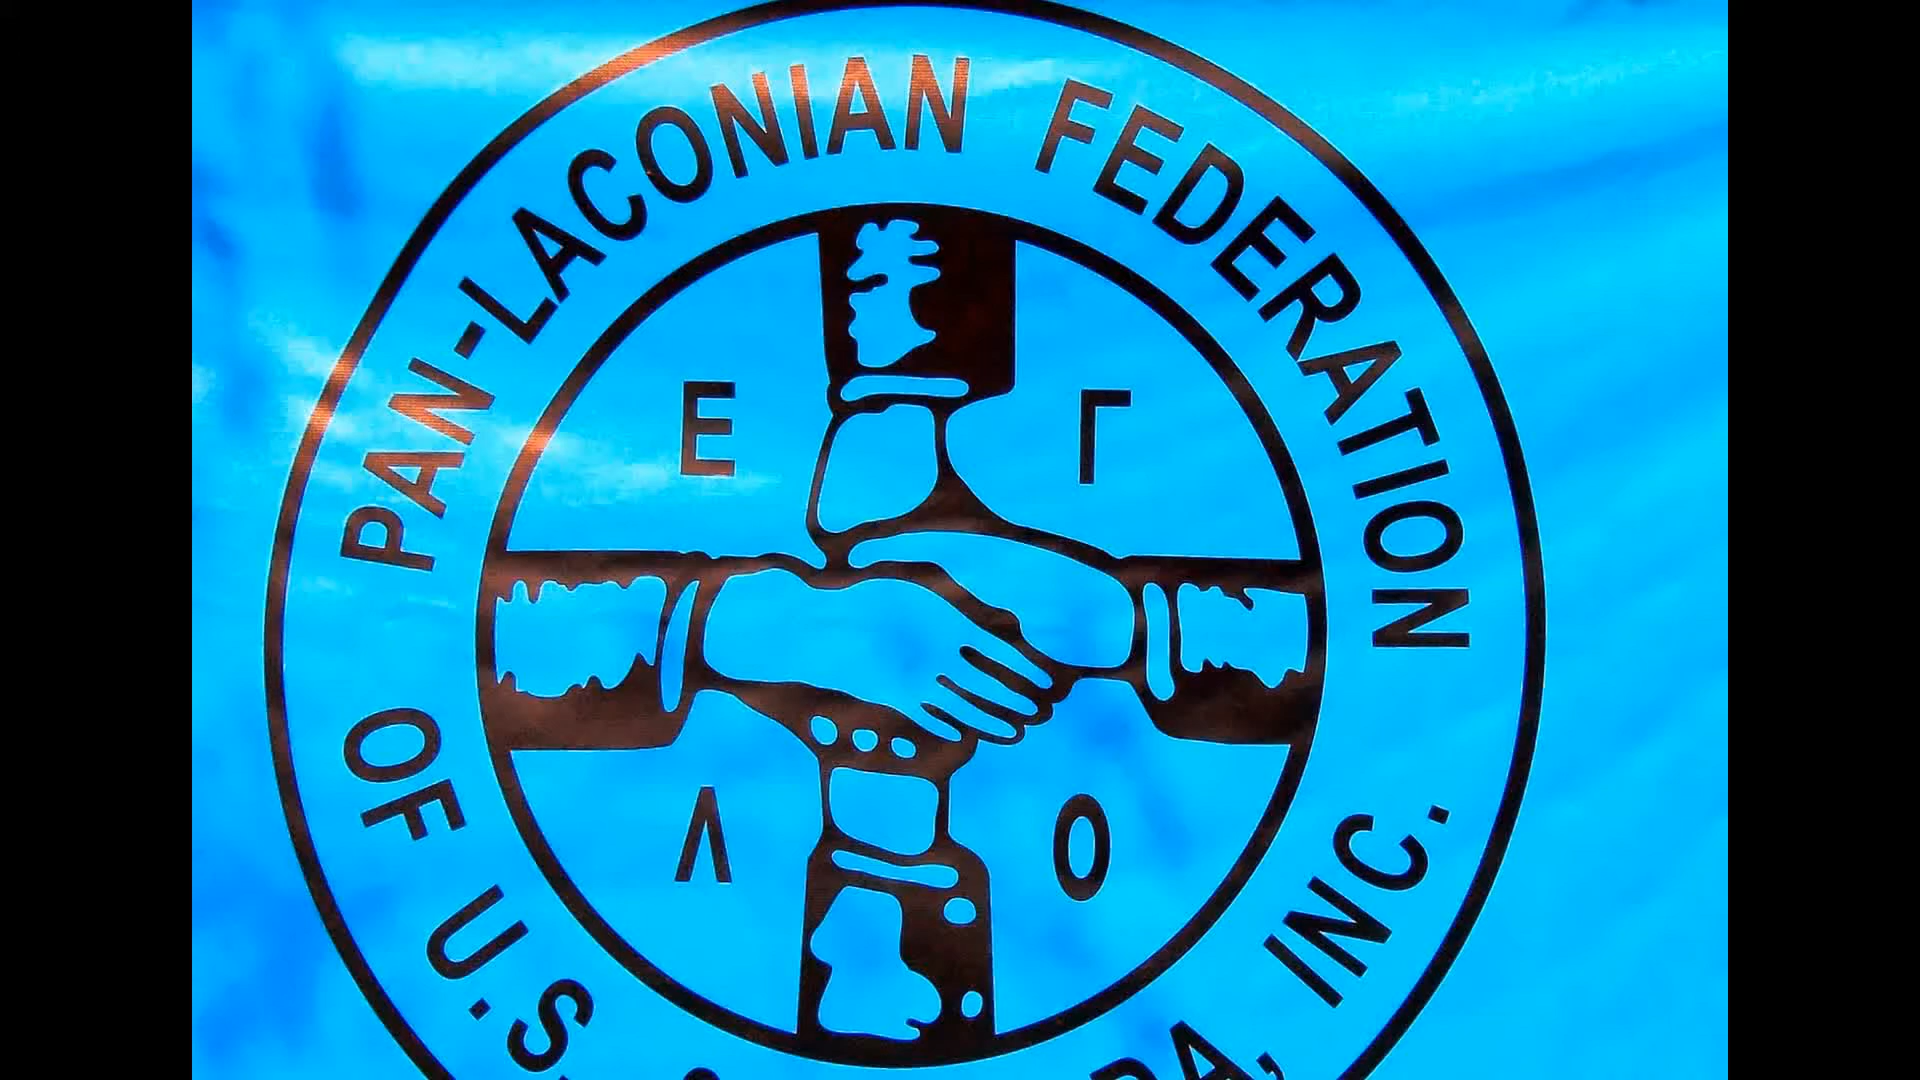 PAN-LACONIAN FEDERATION
OF U.S. INC.
Ε Γ
Λ Ο